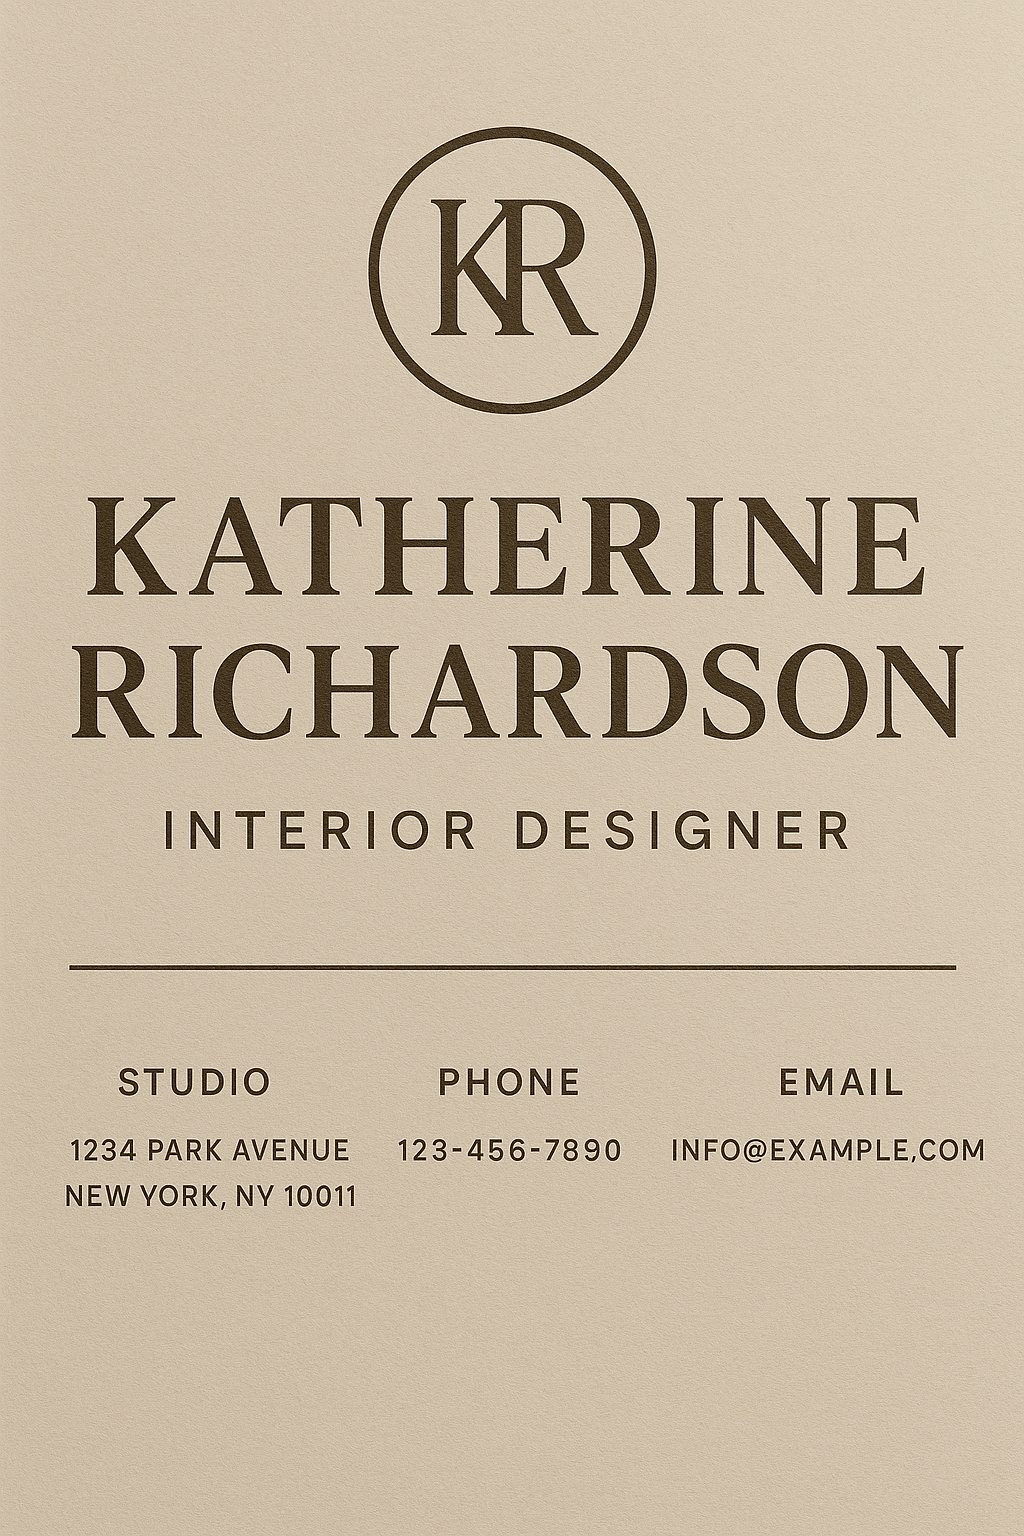 KR
KATHERINE
RICHARDSON
INTERIOR DESIGNER
STUDIO
1234 PARK AVENUE
NEW YORK, NY 10011
PHONE
123-456-7890
EMAIL
INFO@EXAMPLE,COM